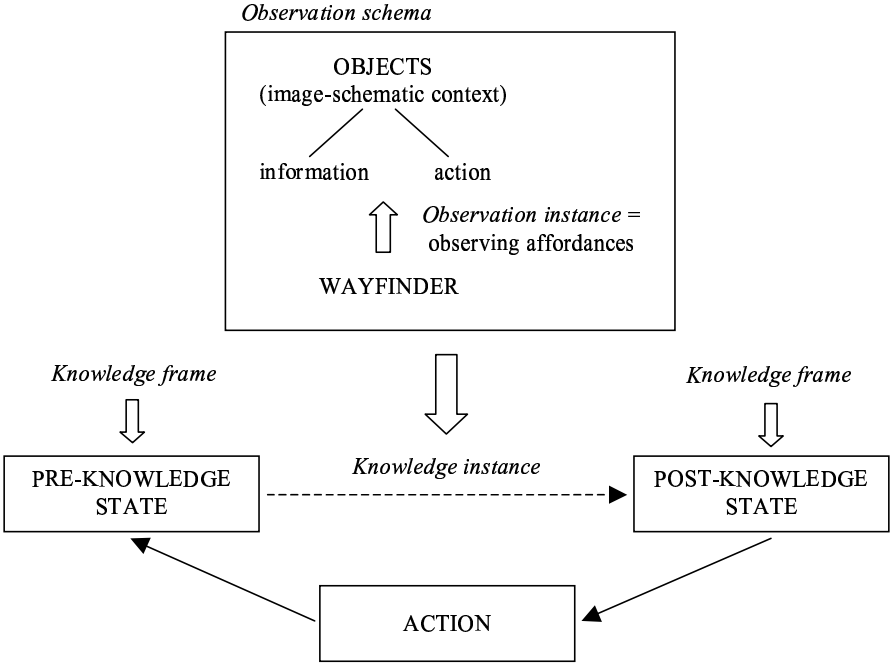 Observation schema
OBJECTS
(image-schematic context)
information
action
Observation instance =
observing affordances
WAYFINDER
Knowledge frame
Knowledge frame
PRE-KNOWLEDGE
STATE
Knowledge instance
POST-KNOWLEDGE
STATE
ACTION